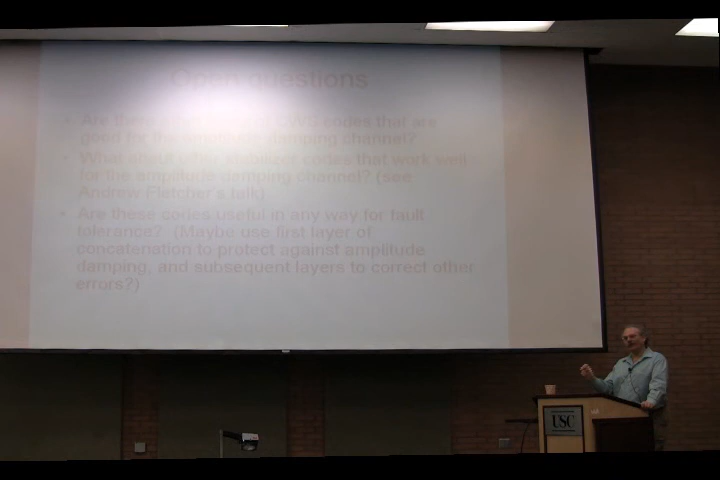 Open questions
Are there codes that are
good for the amplitude damping channel?
What about other stabilizer codes that work well
for the amplitude damping channel? (see
Andrew Fletcher's talk)
Are these codes useful in any way for fault
tolerance? (Maybe use first layer of
concatenation to protect against amplitude
damping, and subsequent layers to correct other
errors?)
USC